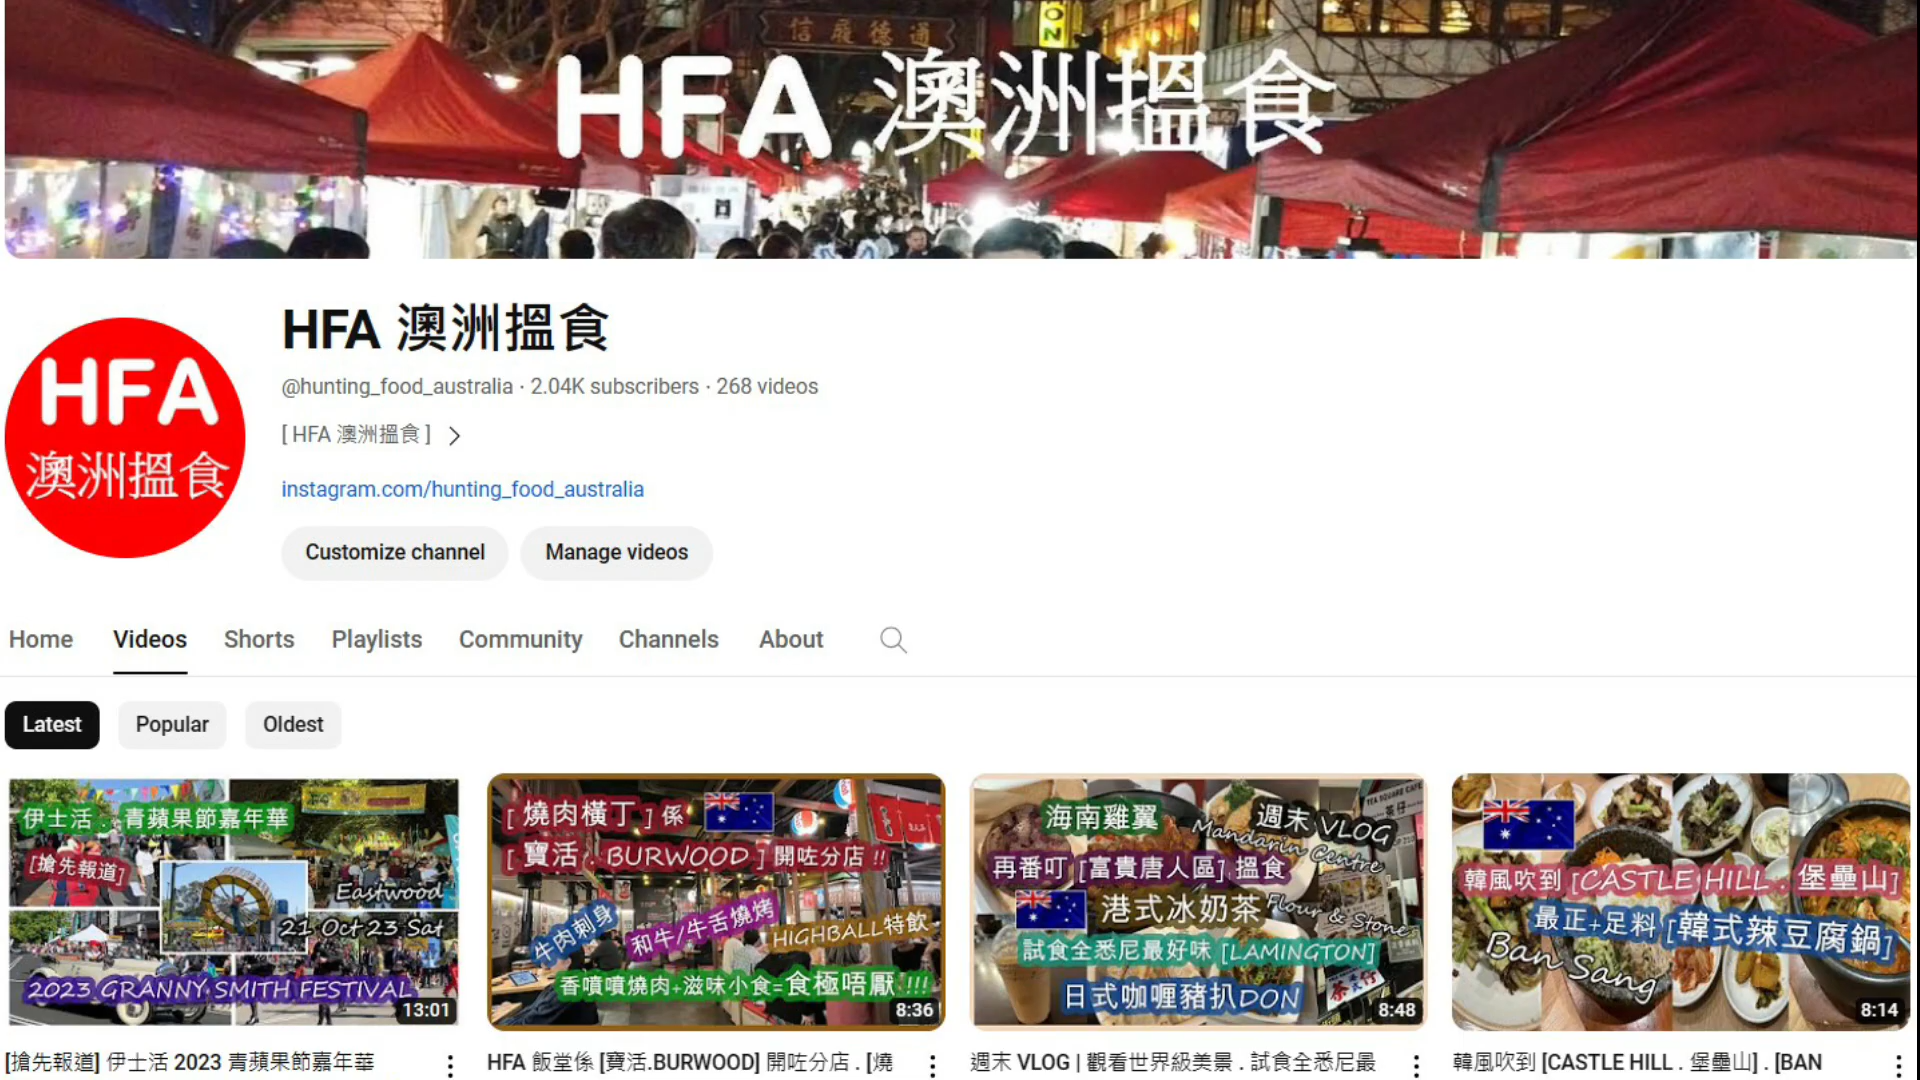 通德履信
ON
HFA 澳洲搵食
HFA
澳洲搵食
HFA 澳洲搵食
@hunting_food_australia · 2.04K subscribers · 268 videos
[ HFA 澳洲搵食 ]
instagram.com/hunting_food_australia
Customize channel
Manage videos
Home
Videos
Shorts
Playlists
Community
Channels
About
Latest
Popular
Oldest
伊士活 . 青蘋果節嘉年華
[搶先報道]
Eastwood
21 Oct 23 Sat
2023 GRANNY SMITH FESTIVAL
13:01
[搶先報道] 伊士活 2023 青蘋果節嘉年華
[ 燒肉橫丁 ] 係
[ 寶活 . BURWOOD ] 開咗分店 !!
牛肉刺身
和牛/牛舌燒烤
HIGHBALL特飲
香噴噴燒肉+滋味小食=食極唔厭 !!!
8:36
HFA 飯堂係 [寶活.BURWOOD] 開咗分店 . [燒
海南雞翼
週末 VLOG
Mandarin Centre
再番叮 [富貴唐人區] 搵食
港式冰奶茶
Flour & Stone
試食全悉尼最好味 [LAMINGTON]
日式咖喱豬扒DON
TEA SQUARE CAFE
8:48
週末 VLOG | 觀看世界級美景 . 試食全悉尼最
韓風吹到 [CASTLE HILL . 堡壘山]
最正+足料 [韓式辣豆腐鍋]
Ban Sang
8:14
韓風吹到 [CASTLE HILL . 堡壘山] . [BAN